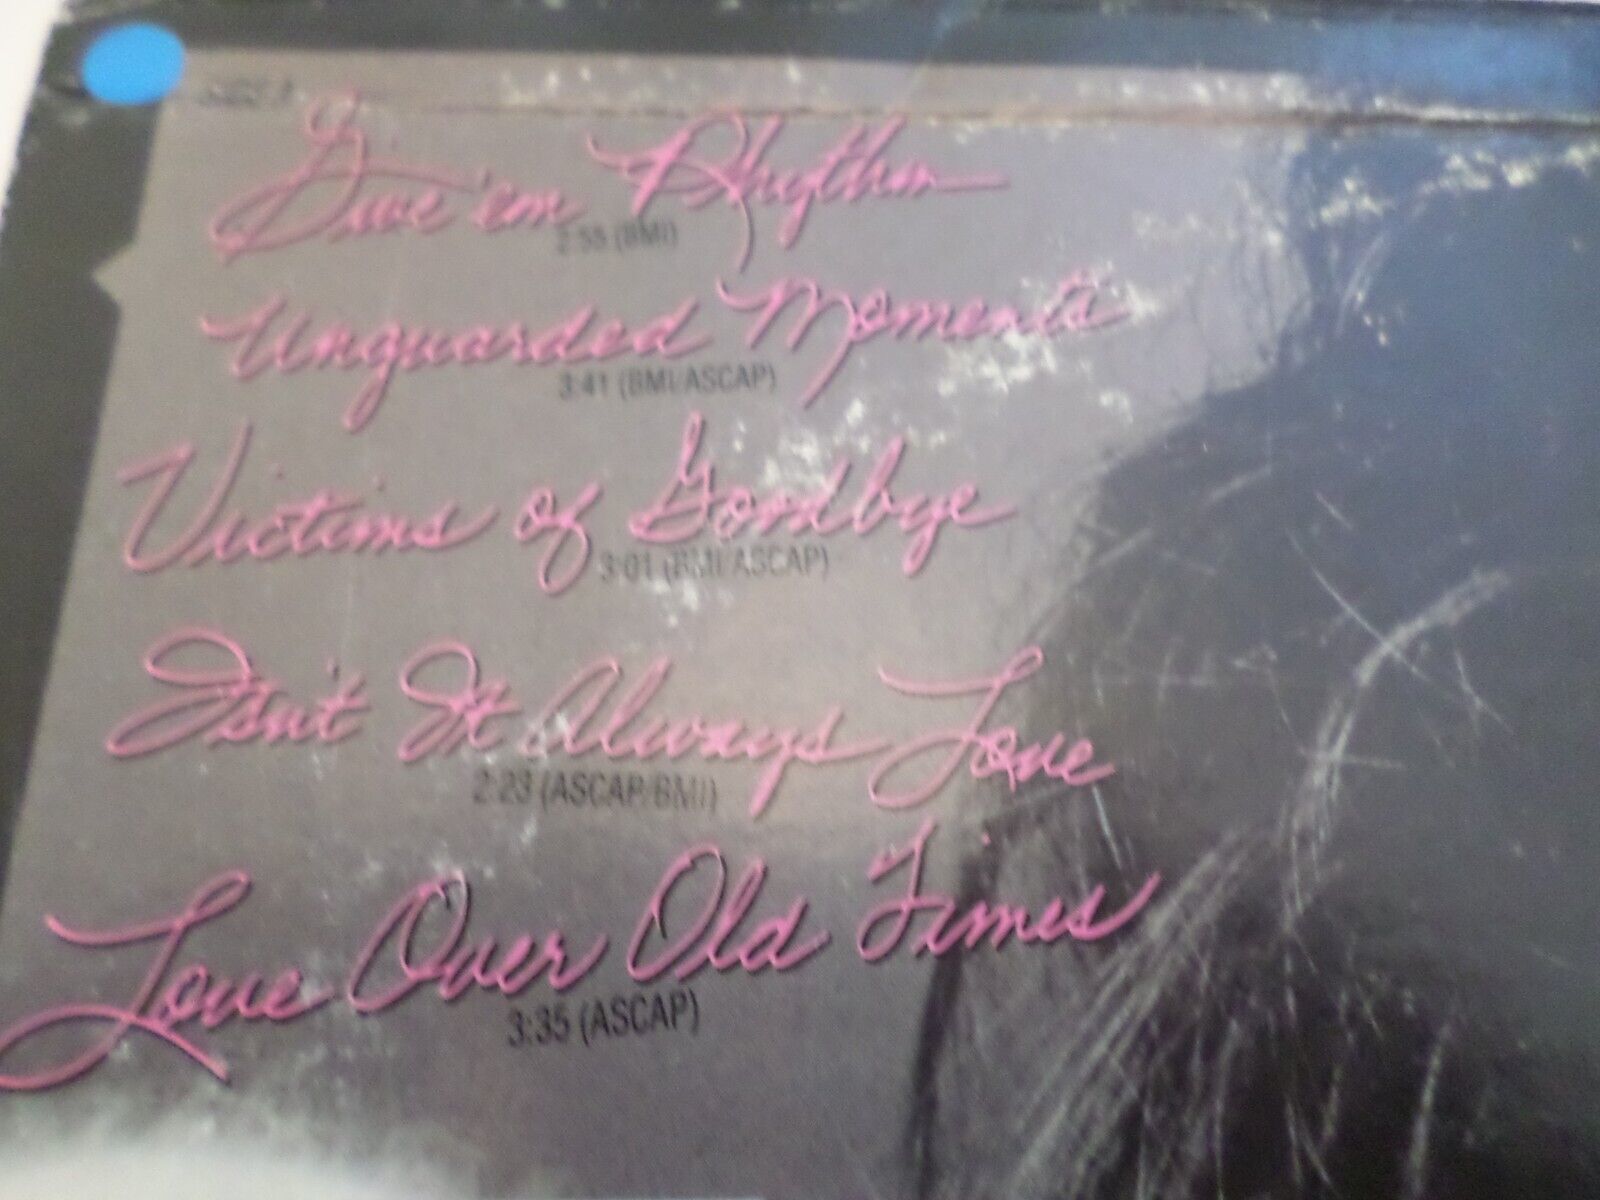 Give 'em Rhythm
2:55 (BMI)
Unguarded Moments
3:41 (BMI/ASCAP)
Victims of Goodbye
3:01 (BMI/ASCAP)
Isn't It Always Love
2:23 (ASCAP/BMI)
Love Over Old Times
3:35 (ASCAP)